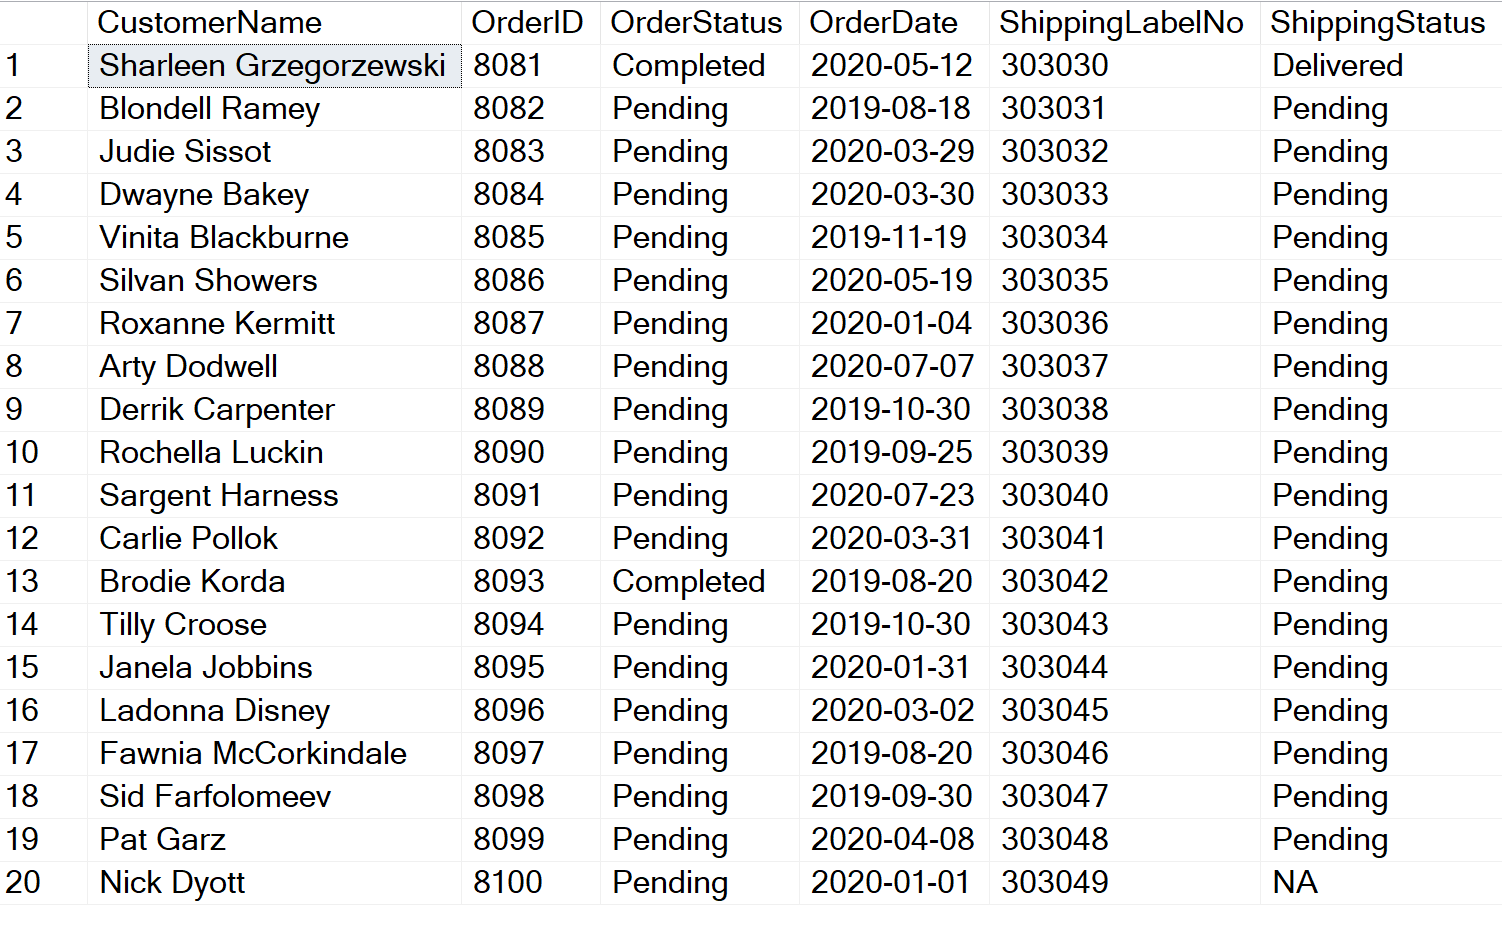 CustomerName OrderID OrderStatus OrderDate ShippingLabelNo ShippingStatus
1 Sharleen Grzegorzewski 8081 Completed 2020-05-12 303030 Delivered
2 Blondell Ramey 8082 Pending 2019-08-18 303031 Pending
3 Judie Sissot 8083 Pending 2020-03-29 303032 Pending
4 Dwayne Bakey 8084 Pending 2020-03-30 303033 Pending
5 Vinita Blackburne 8085 Pending 2019-11-19 303034 Pending
6 Silvan Showers 8086 Pending 2020-05-19 303035 Pending
7 Roxanne Kermitt 8087 Pending 2020-01-04 303036 Pending
8 Arty Dodwell 8088 Pending 2020-07-07 303037 Pending
9 Derrik Carpenter 8089 Pending 2019-10-30 303038 Pending
10 Rochella Luckin 8090 Pending 2019-09-25 303039 Pending
11 Sargent Harness 8091 Pending 2020-07-23 303040 Pending
12 Carlie Pollok 8092 Pending 2020-03-31 303041 Pending
13 Brodie Korda 8093 Completed 2019-08-20 303042 Pending
14 Tilly Croose 8094 Pending 2019-10-30 303043 Pending
15 Janela Jobbins 8095 Pending 2020-01-31 303044 Pending
16 Ladonna Disney 8096 Pending 2020-03-02 303045 Pending
17 Fawnia McCorkindale 8097 Pending 2019-08-20 303046 Pending
18 Sid Farfolomeev 8098 Pending 2019-09-30 303047 Pending
19 Pat Garz 8099 Pending 2020-04-08 303048 Pending
20 Nick Dyott 8100 Pending 2020-01-01 303049 NA